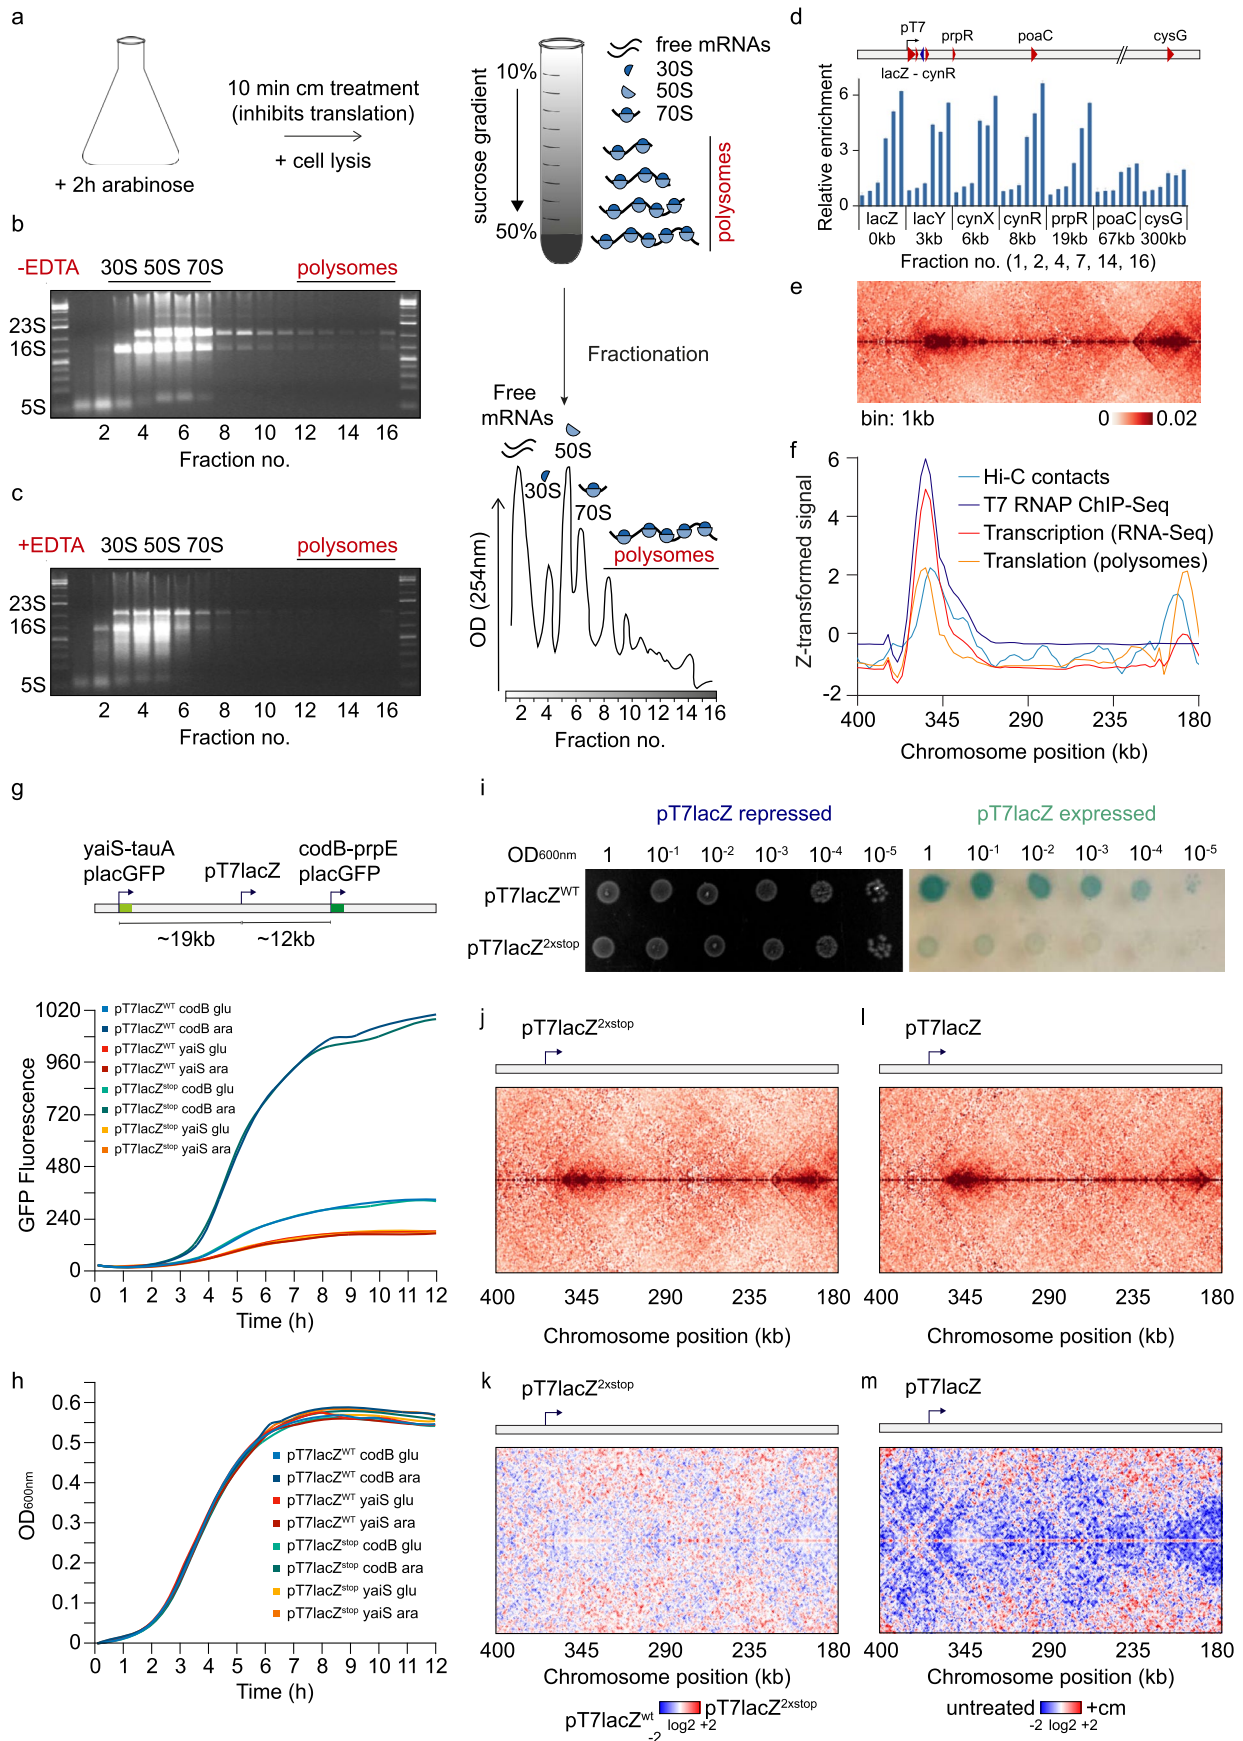 a
+ 2h arabinose
10 min cm treatment
(inhibits translation)
+ cell lysis
sucrose gradient
10%
50%
free mRNAs
30S
50S
70S
polysomes
Fractionation
Free
mRNAs
50S
30S
70S
polysomes
OD (254nm)
2 4 6 8 10 12 14 16
Fraction no.
b
-EDTA
30S 50S 70S
polysomes
23S
16S
5S
2 4 6 8 10 12 14 16
Fraction no.
c
+EDTA
30S 50S 70S
polysomes
23S
16S
5S
2 4 6 8 10 12 14 16
Fraction no.
d
pT7
prpR
poaC
cysG
lacZ - cynR
Relative enrichment
6
3
0
lacZ lacY cynX cynR prpR poaC cysG
0kb 3kb 6kb 8kb 19kb 67kb 300kb
Fraction no. (1, 2, 4, 7, 14, 16)
e
bin: 1kb
0 0.02
f
Z-transformed signal
6
4
2
0
-2
Hi-C contacts
T7 RNAP ChIP-Seq
Transcription (RNA-Seq)
Translation (polysomes)
400 345 290 235 180
Chromosome position (kb)
g
yaiS-tauA
placGFP
pT7lacZ
codB-prpE
placGFP
~19kb
~12kb
GFP Fluorescence
1020
960
720
480
240
0
pT7lacZWT codB glu
pT7lacZWT codB ara
pT7lacZWT yaiS glu
pT7lacZWT yaiS ara
pT7lacZstop codB glu
pT7lacZstop codB ara
pT7lacZstop yaiS glu
pT7lacZstop yaiS ara
0 1 2 3 4 5 6 7 8 9 10 11 12
Time (h)
h
OD600nm
0.6
0.5
0.4
0.3
0.2
0.1
0
pT7lacZWT codB glu
pT7lacZWT codB ara
pT7lacZWT yaiS glu
pT7lacZWT yaiS ara
pT7lacZstop codB glu
pT7lacZstop codB ara
pT7lacZstop yaiS glu
pT7lacZstop yaiS ara
0 1 2 3 4 5 6 7 8 9 10 11 12
Time (h)
i
pT7lacZ repressed
pT7lacZ expressed
OD600nm 1 10-1 10-2 10-3 10-4 10-5
1 10-1 10-2 10-3 10-4 10-5
pT7lacZWT
pT7lacZ2xstop
j
pT7lacZ2xstop
400 345 290 235 180
Chromosome position (kb)
l
pT7lacZ
400 345 290 235 180
Chromosome position (kb)
k
pT7lacZ2xstop
400 345 290 235 180
Chromosome position (kb)
pT7lacZwt
pT7lacZ2xstop
-2 log2 +2
m
pT7lacZ
400 345 290 235 180
Chromosome position (kb)
untreated
+cm
-2 log2 +2